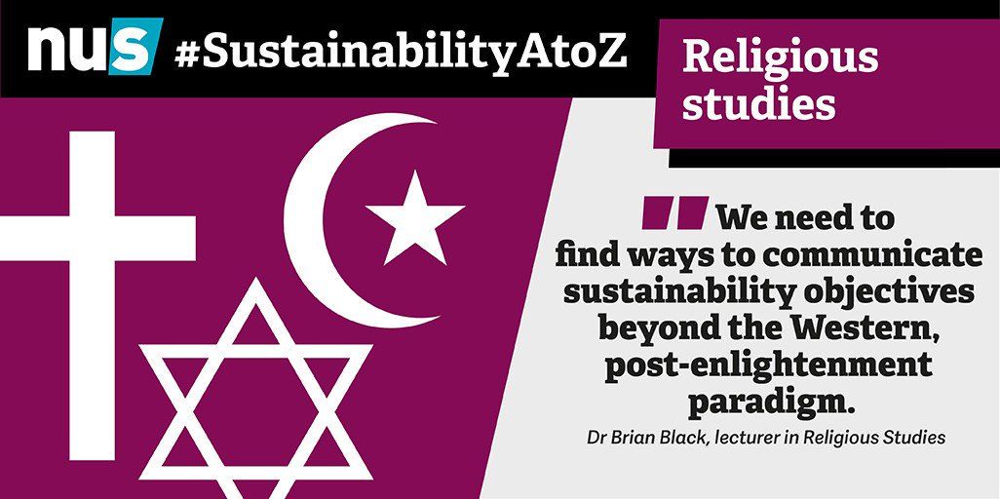 nus #SustainabilityAtoZ
Religious
studies
We need to
find ways to communicate
sustainability objectives
beyond the Western,
post-enlightenment
paradigm.
Dr Brian Black, lecturer in Religious Studies